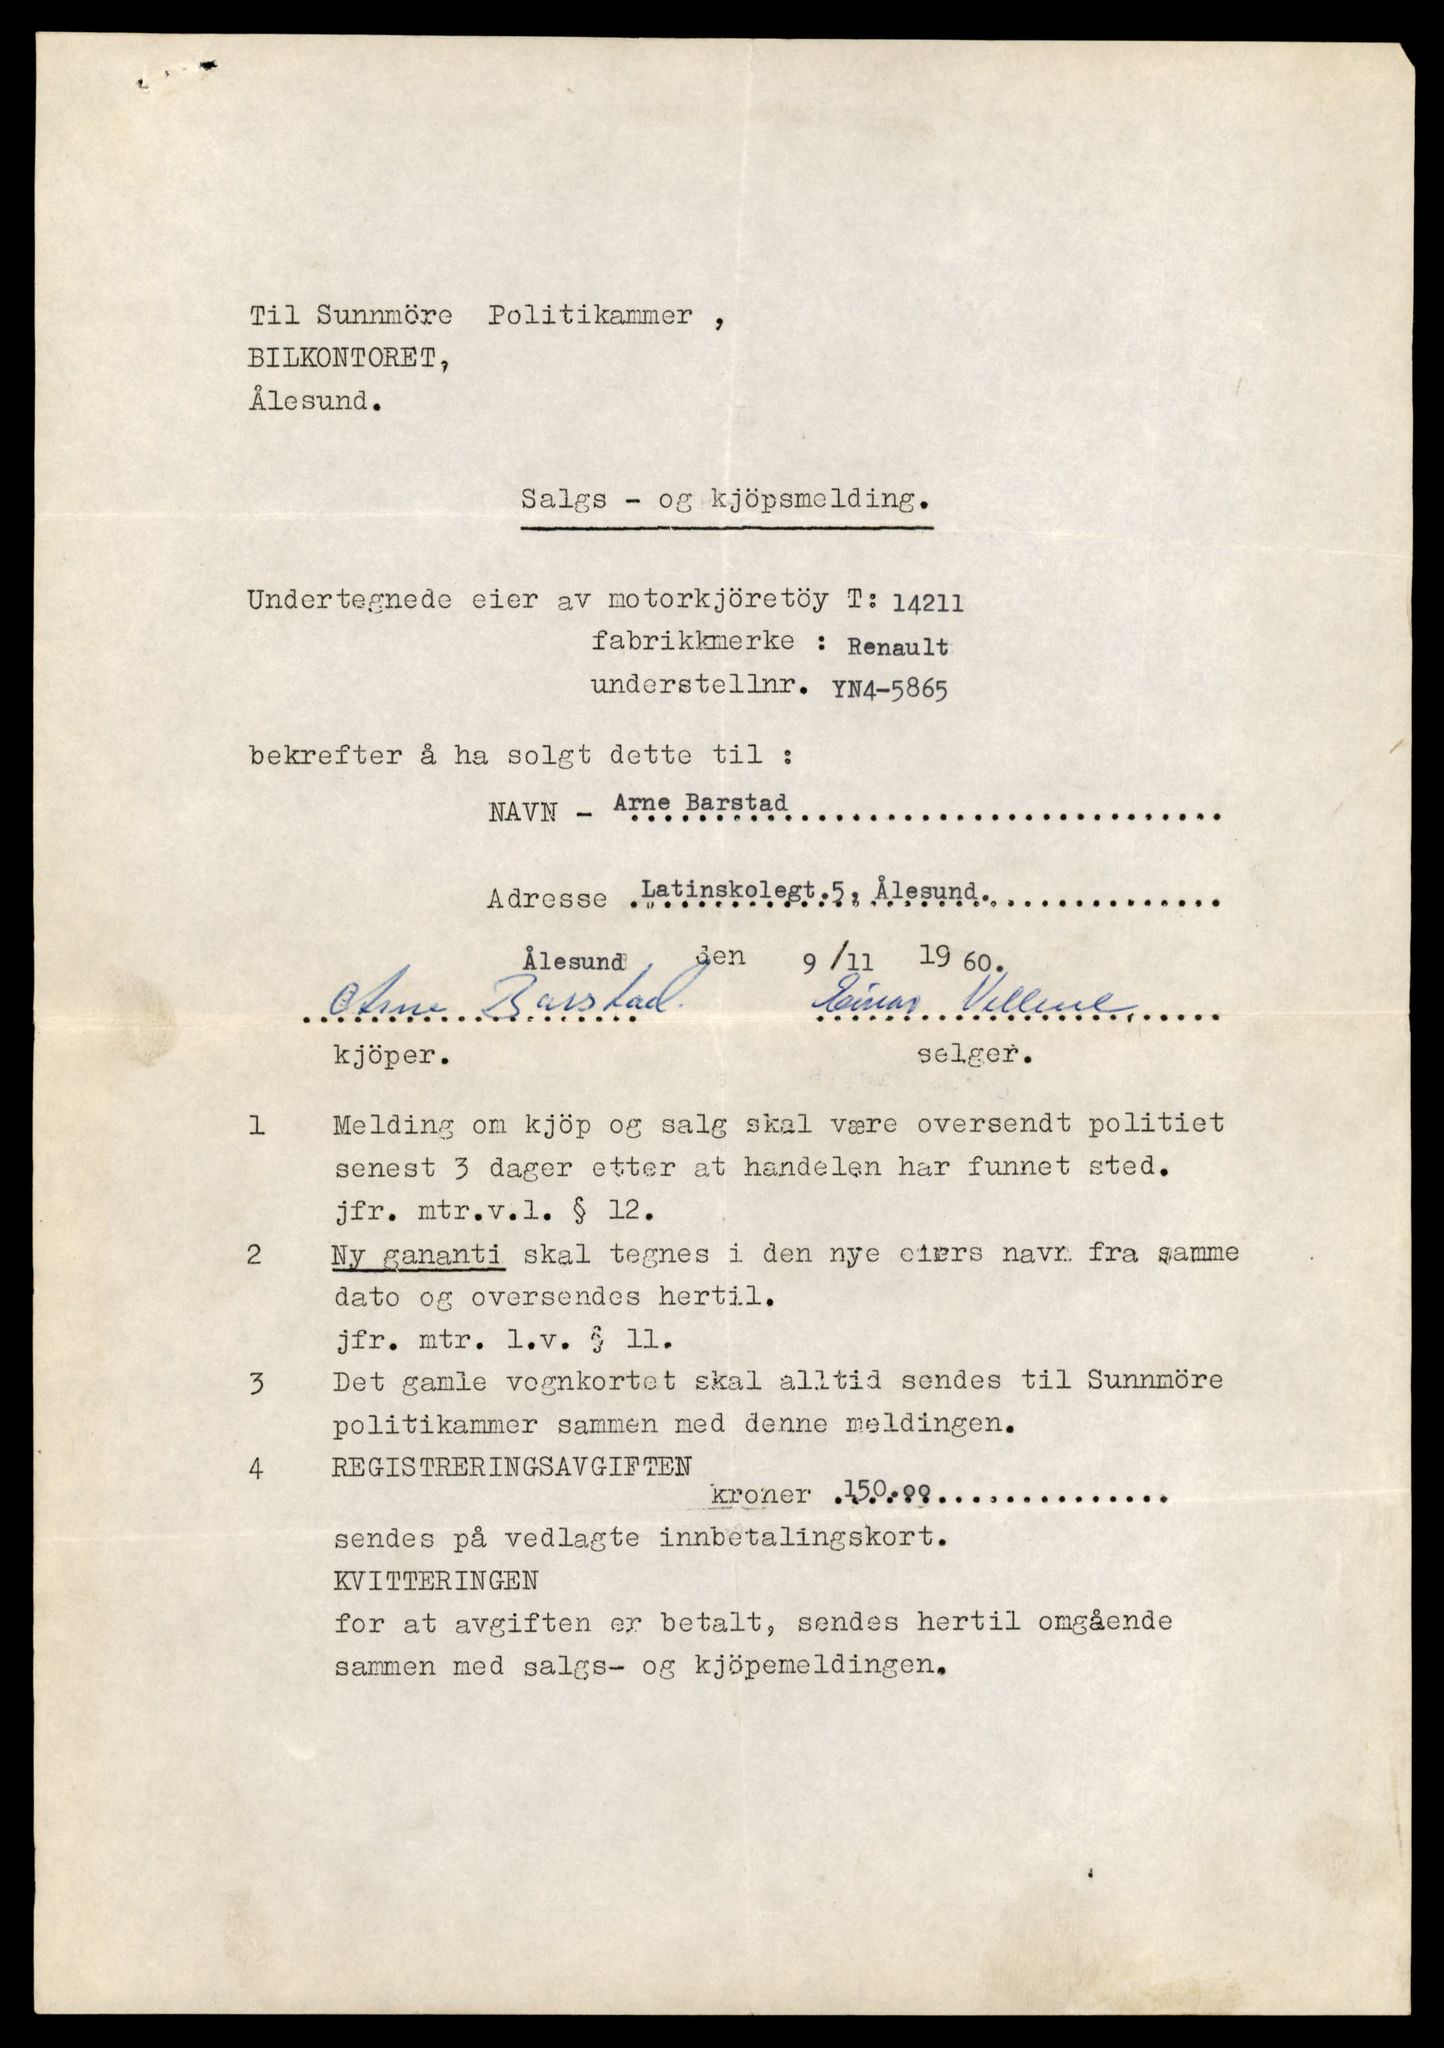 Til Sunnmöre Politikammer ,
BILKONTORET,
Ålesund.
Salgs - og kjöpsmelding.
Undertegnede eier av motorkjöretöy T: 14211
fabrikkmerke : Renault
understellnr. YN4-5865
bekrefter å ha solgt dette til :
NAVN - Arne Barstad
Adresse Latinskolegt.5, Ålesund.
Ålesund den 9/11 1960.
Arne Barstad. Einar
kjöper. selger.
1 Melding om kjöp og salg skal være oversendt politiet
senest 3 dager etter at handelen har funnet sted.
jfr. mtr.v.l. § 12.
2 Ny gananti skal tegnes i den nye eiers navn fra samme
dato og oversendes hertil.
jfr. mtr. l.v. § 11.
3 Det gamle vognkortet skal alltid sendes til Sunnmöre
politikammer sammen med denne meldingen.
4 REGISTRERINGSAVGIFTEN
kroner 150.00
sendes på vedlagte innbetalingskort.
KVITTERINGEN
for at avgiften er betalt, sendes hertil omgående
sammen med salgs- og kjöpemeldingen.